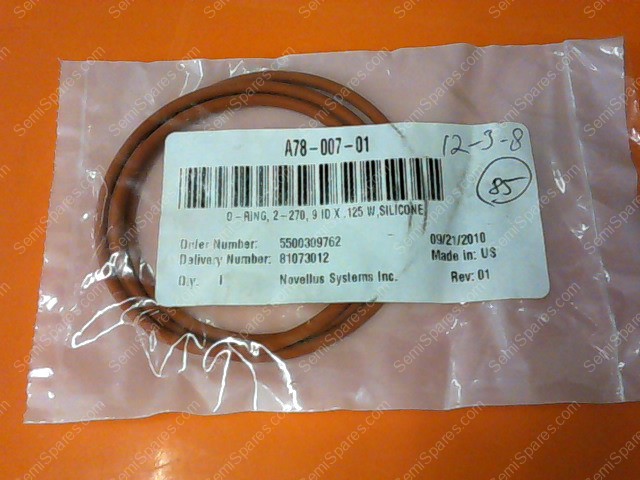 A78-007-01
12-3-8
85
O-RING, 2-270, 9 ID X .125 W, SILICONE
Order Number: 5500309762 09/21/2010
Delivery Number: 81073012 Made in: US
Qty: 1 Novellus Systems Inc. Rev: 01
SemiSpares.com